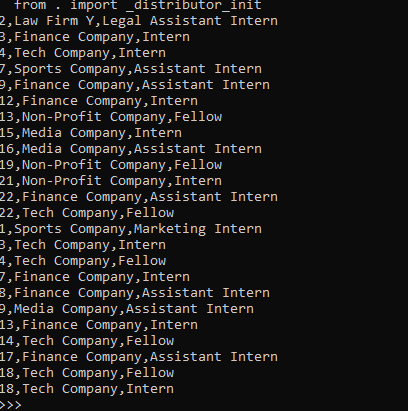 from . import _distributor_init
2,Law Firm Y,Legal Assistant Intern
3,Finance Company,Intern
4,Tech Company,Intern
7,Sports Company,Assistant Intern
9,Finance Company,Assistant Intern
12,Finance Company,Intern
13,Non-Profit Company,Fellow
15,Media Company,Intern
16,Media Company,Assistant Intern
19,Non-Profit Company,Fellow
21,Non-Profit Company,Intern
22,Finance Company,Assistant Intern
22,Tech Company,Fellow
1,Sports Company,Marketing Intern
3,Tech Company,Intern
4,Tech Company,Fellow
7,Finance Company,Intern
8,Finance Company,Assistant Intern
9,Media Company,Assistant Intern
13,Finance Company,Intern
14,Tech Company,Fellow
17,Finance Company,Assistant Intern
18,Tech Company,Fellow
18,Tech Company,Intern
>>>